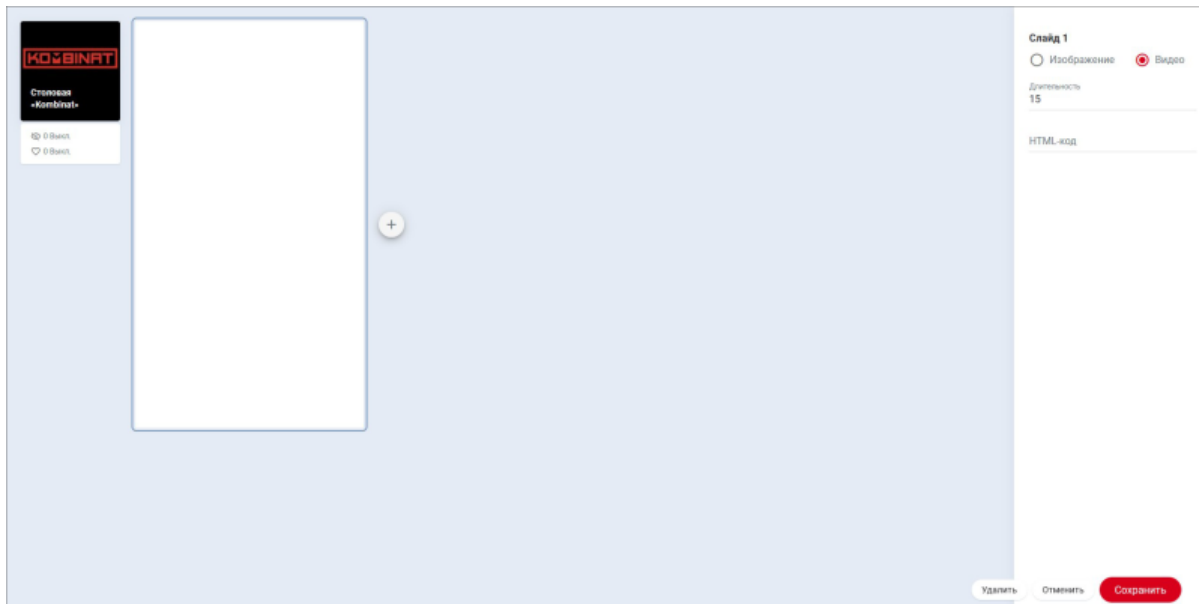 KOMBINAT
Столовая
«Kombinat»
0 Выкл.
0 Выкл.
+
Слайд 1
Изображение Видео
Длительность
15
HTML-код
Удалить Отменить Сохранить